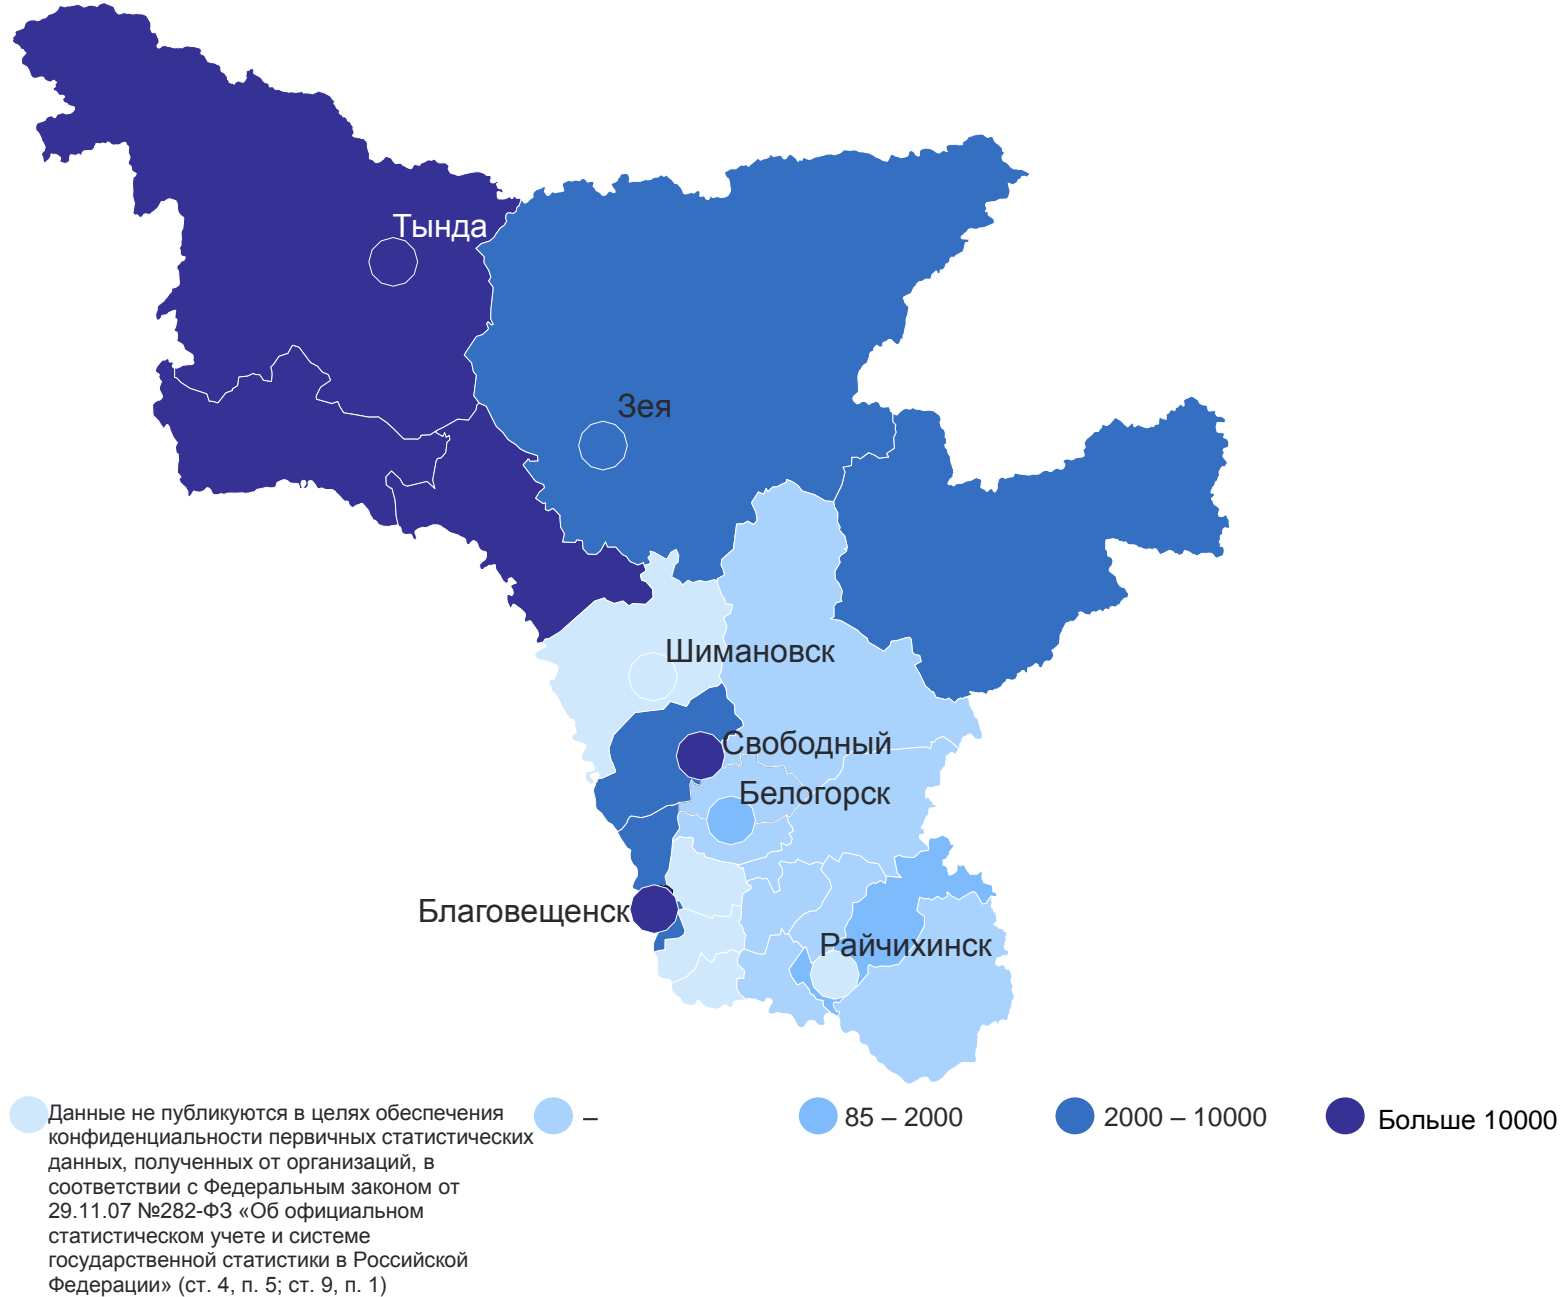 Тында
Зея
Шимановск
Свободный
Белогорск
Благовещенск
Райчихинск
Данные не публикуются в целях обеспечения
конфиденциальности первичных статистических
данных, полученных от организаций, в
соответствии с Федеральным законом от
29.11.07 №282-ФЗ «Об официальном
статистическом учете и системе
государственной статистики в Российской
Федерации» (ст. 4, п. 5; ст. 9, п. 1)
–
85 – 2000
2000 – 10000
Больше 10000